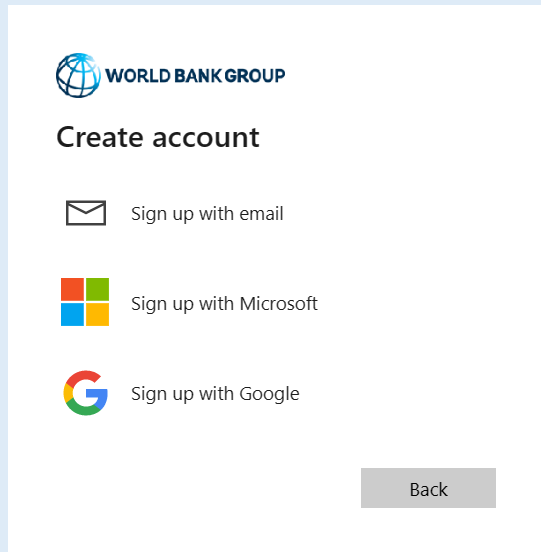 WORLD BANK GROUP
Create account
Sign up with email
Sign up with Microsoft
Sign up with Google
Back